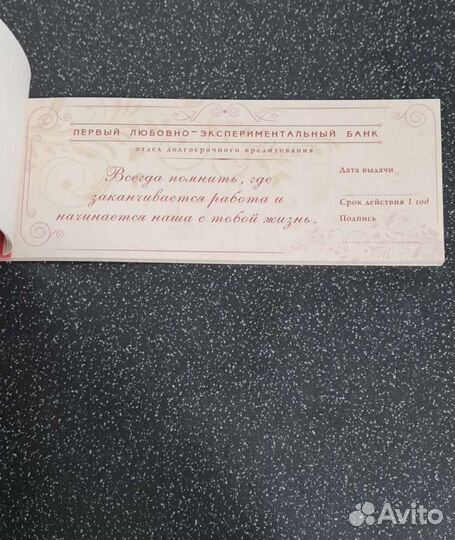 ПЕРВЫЙ ЛЮБОВНО-ЭКСПЕРИМЕНТАЛЬНЫЙ БАНК
отдел долгосрочного кредитования
Всегда помнить, где
заканчивается работа и
начинается наша с тобой жизнь.
Дата выдачи
Срок действия 1 год
Подпись
Avito